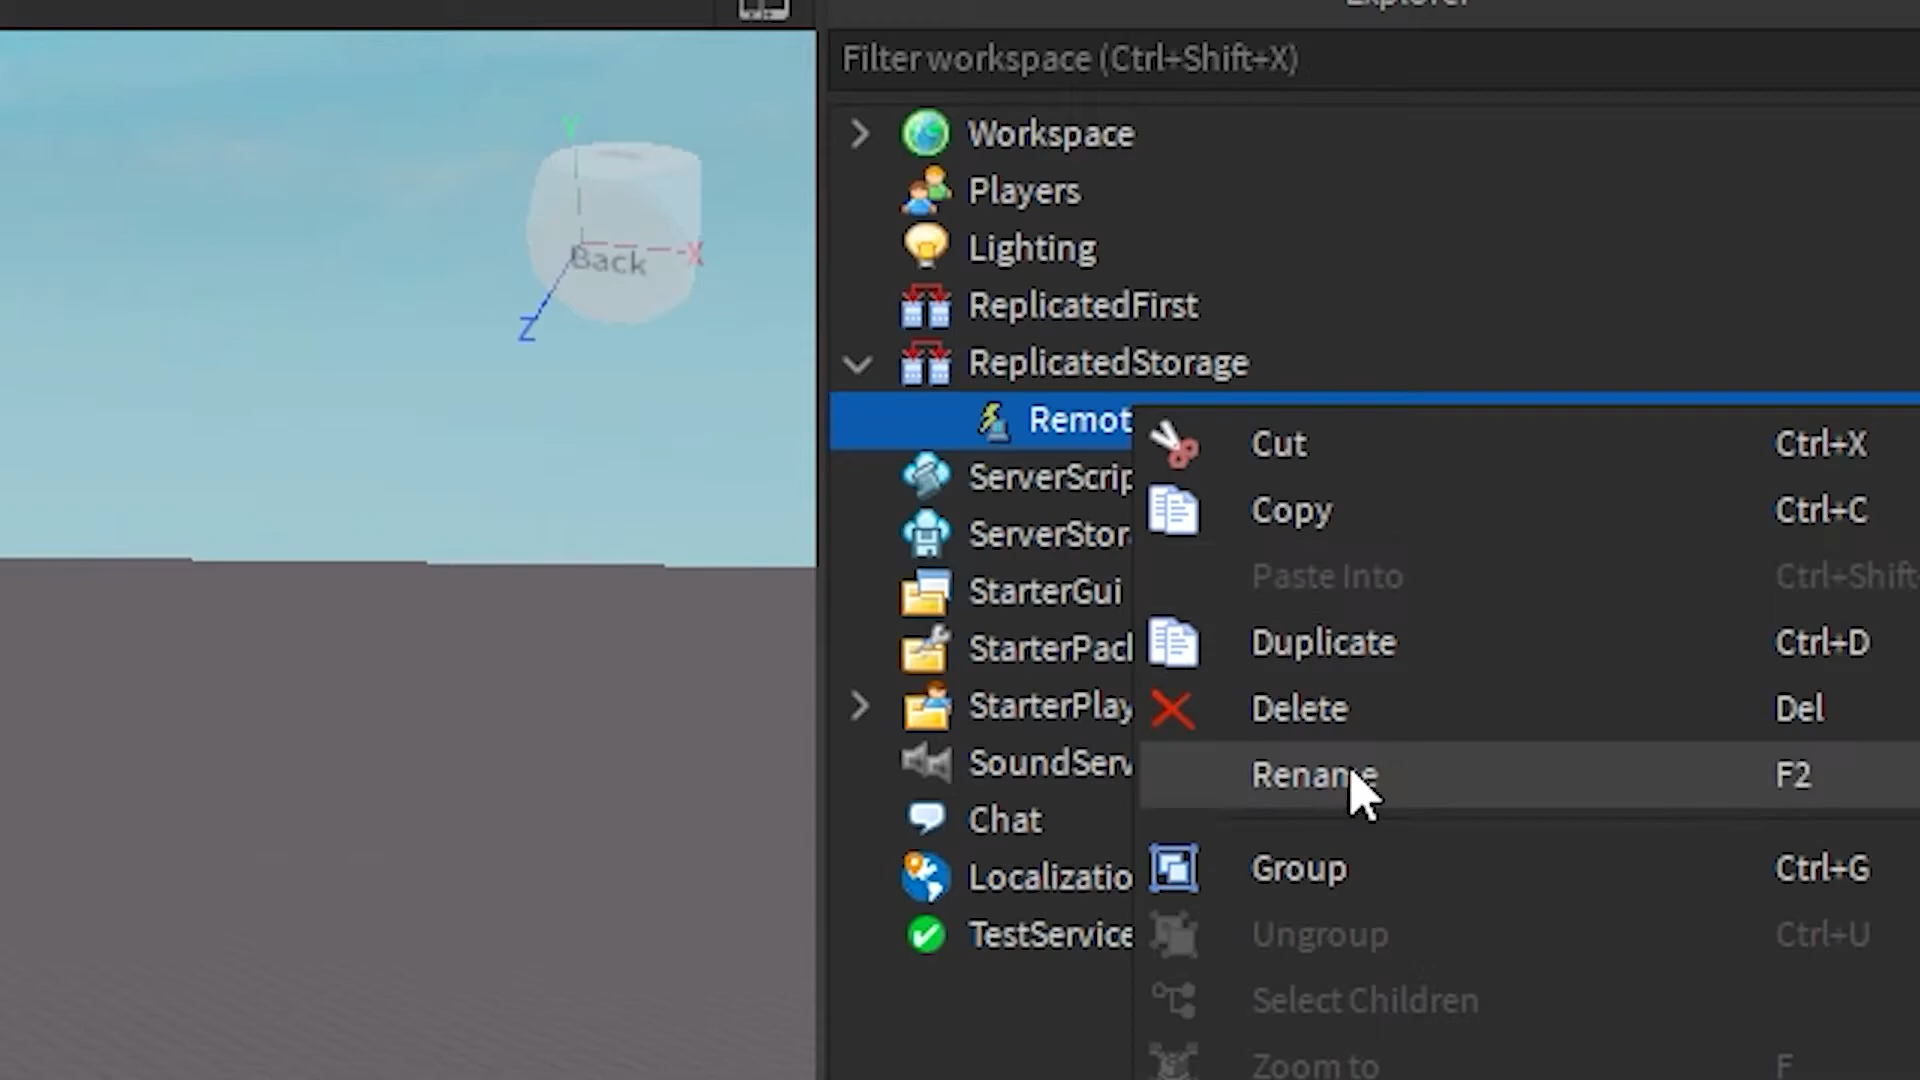 Explorer
Filter workspace (Ctrl+Shift+X)
Y
Back
-X
Z
Workspace
Players
Lighting
ReplicatedFirst
ReplicatedStorage
Remot
ServerScrip
ServerStor
StarterGui
StarterPac
StarterPlay
SoundServ
Chat
Localizatio
TestService
Cut Ctrl+X
Copy Ctrl+C
Paste Into Ctrl+Shift
Duplicate Ctrl+D
Delete Del
Rename F2
Group Ctrl+G
Ungroup Ctrl+U
Select Children
Zoom to F